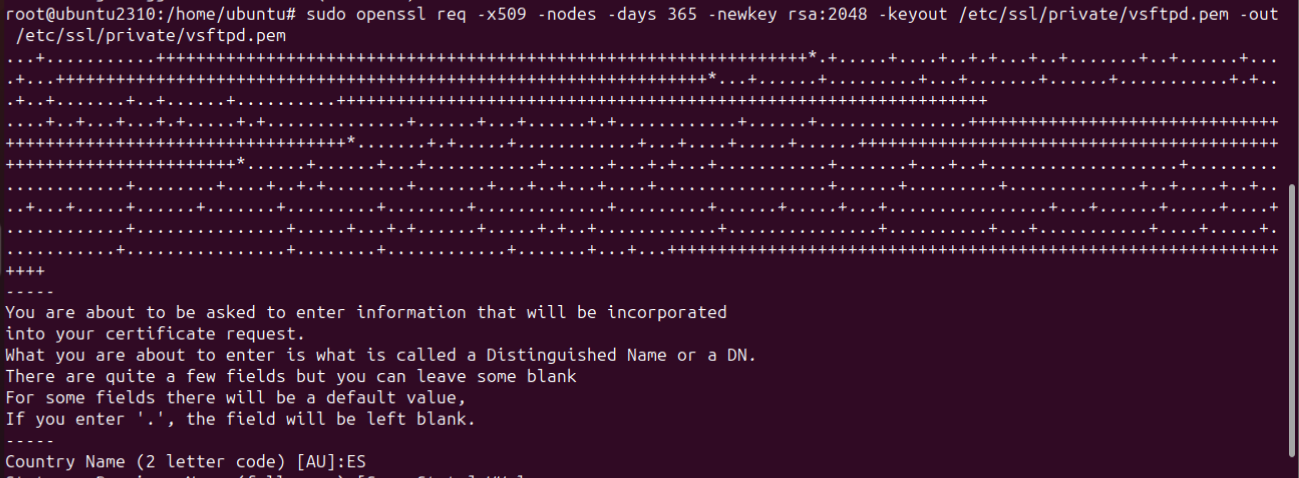 root@ubuntu2310:/home/ubuntu# sudo openssl req -x509 -nodes -days 365 -newkey rsa:2048 -keyout /etc/ssl/private/vsftpd.pem -out
/etc/ssl/private/vsftpd.pem
-----
You are about to be asked to enter information that will be incorporated
into your certificate request.
What you are about to enter is what is called a Distinguished Name or a DN.
There are quite a few fields but you can leave some blank
For some fields there will be a default value,
If you enter '.', the field will be left blank.
-----
Country Name (2 letter code) [AU]:ES